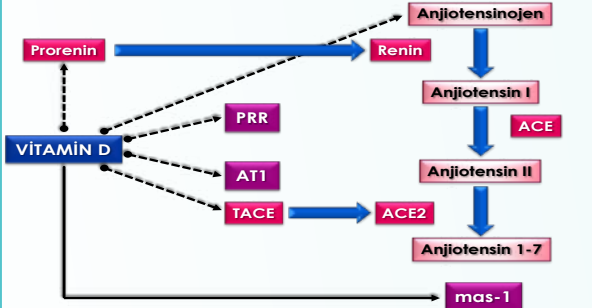 Anjiotensinojen
Prorenin
Renin
Anjiotensin I
PRR
ACE
VİTAMİN D
AT1
Anjiotensin II
TACE
ACE2
Anjiotensin 1-7
mas-1